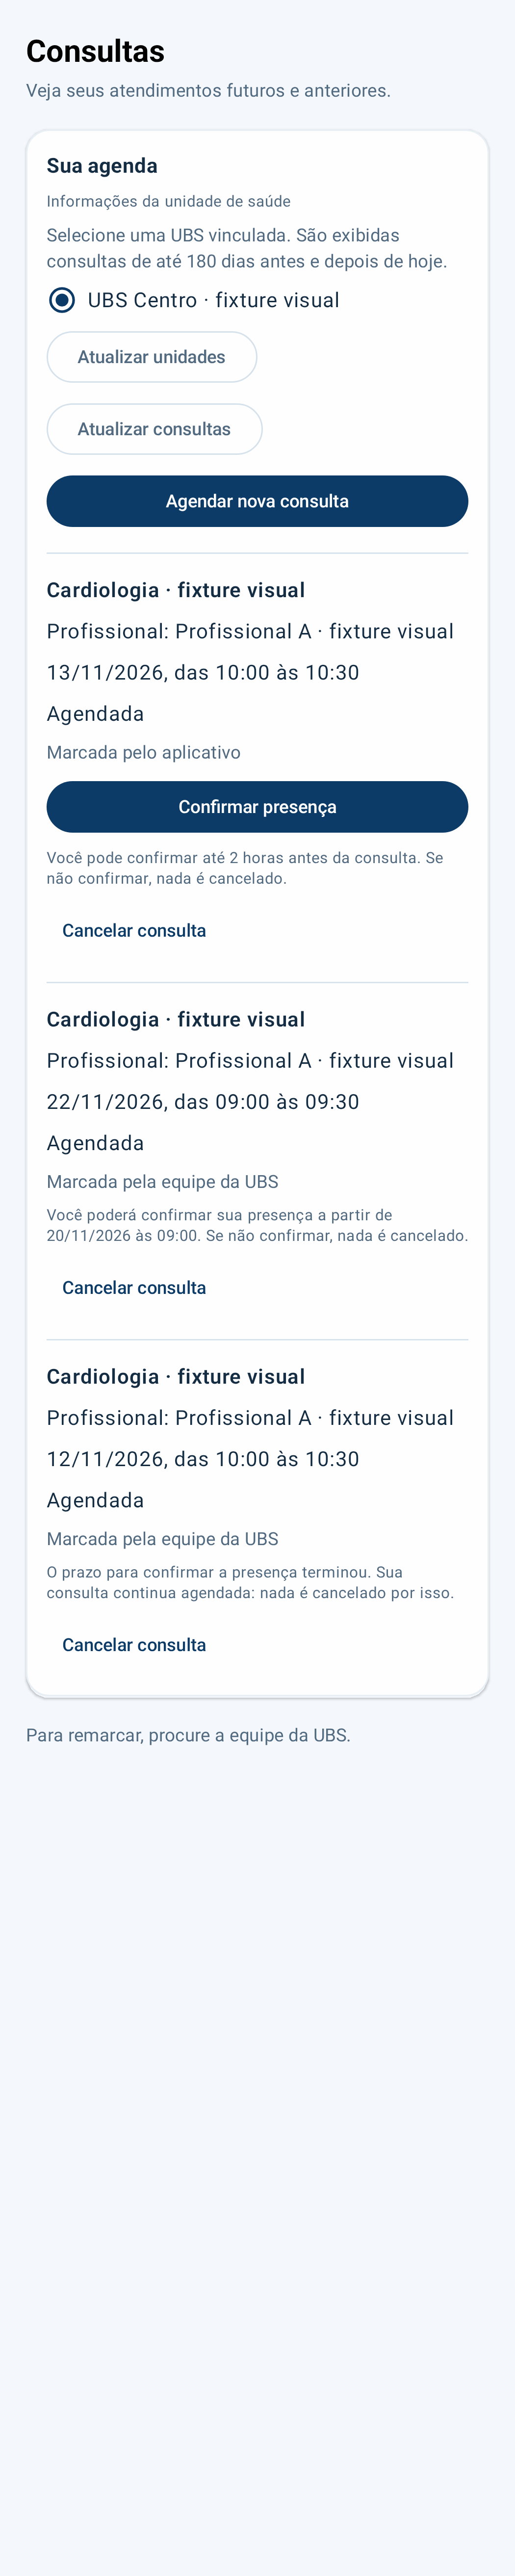 Consultas
Veja seus atendimentos futuros e anteriores.
Sua agenda
Informações da unidade de saúde
Selecione uma UBS vinculada. São exibidas
consultas de até 180 dias antes e depois de hoje.
UBS Centro · fixture visual
Atualizar unidades
Atualizar consultas
Agendar nova consulta
Cardiologia · fixture visual
Profissional: Profissional A · fixture visual
13/11/2026, das 10:00 às 10:30
Agendada
Marcada pelo aplicativo
Confirmar presença
Você pode confirmar até 2 horas antes da consulta. Se
não confirmar, nada é cancelado.
Cancelar consulta
Cardiologia · fixture visual
Profissional: Profissional A · fixture visual
22/11/2026, das 09:00 às 09:30
Agendada
Marcada pela equipe da UBS
Você poderá confirmar sua presença a partir de
20/11/2026 às 09:00. Se não confirmar, nada é cancelado.
Cancelar consulta
Cardiologia · fixture visual
Profissional: Profissional A · fixture visual
12/11/2026, das 10:00 às 10:30
Agendada
Marcada pela equipe da UBS
O prazo para confirmar a presença terminou. Sua
consulta continua agendada: nada é cancelado por isso.
Cancelar consulta
Para remarcar, procure a equipe da UBS.